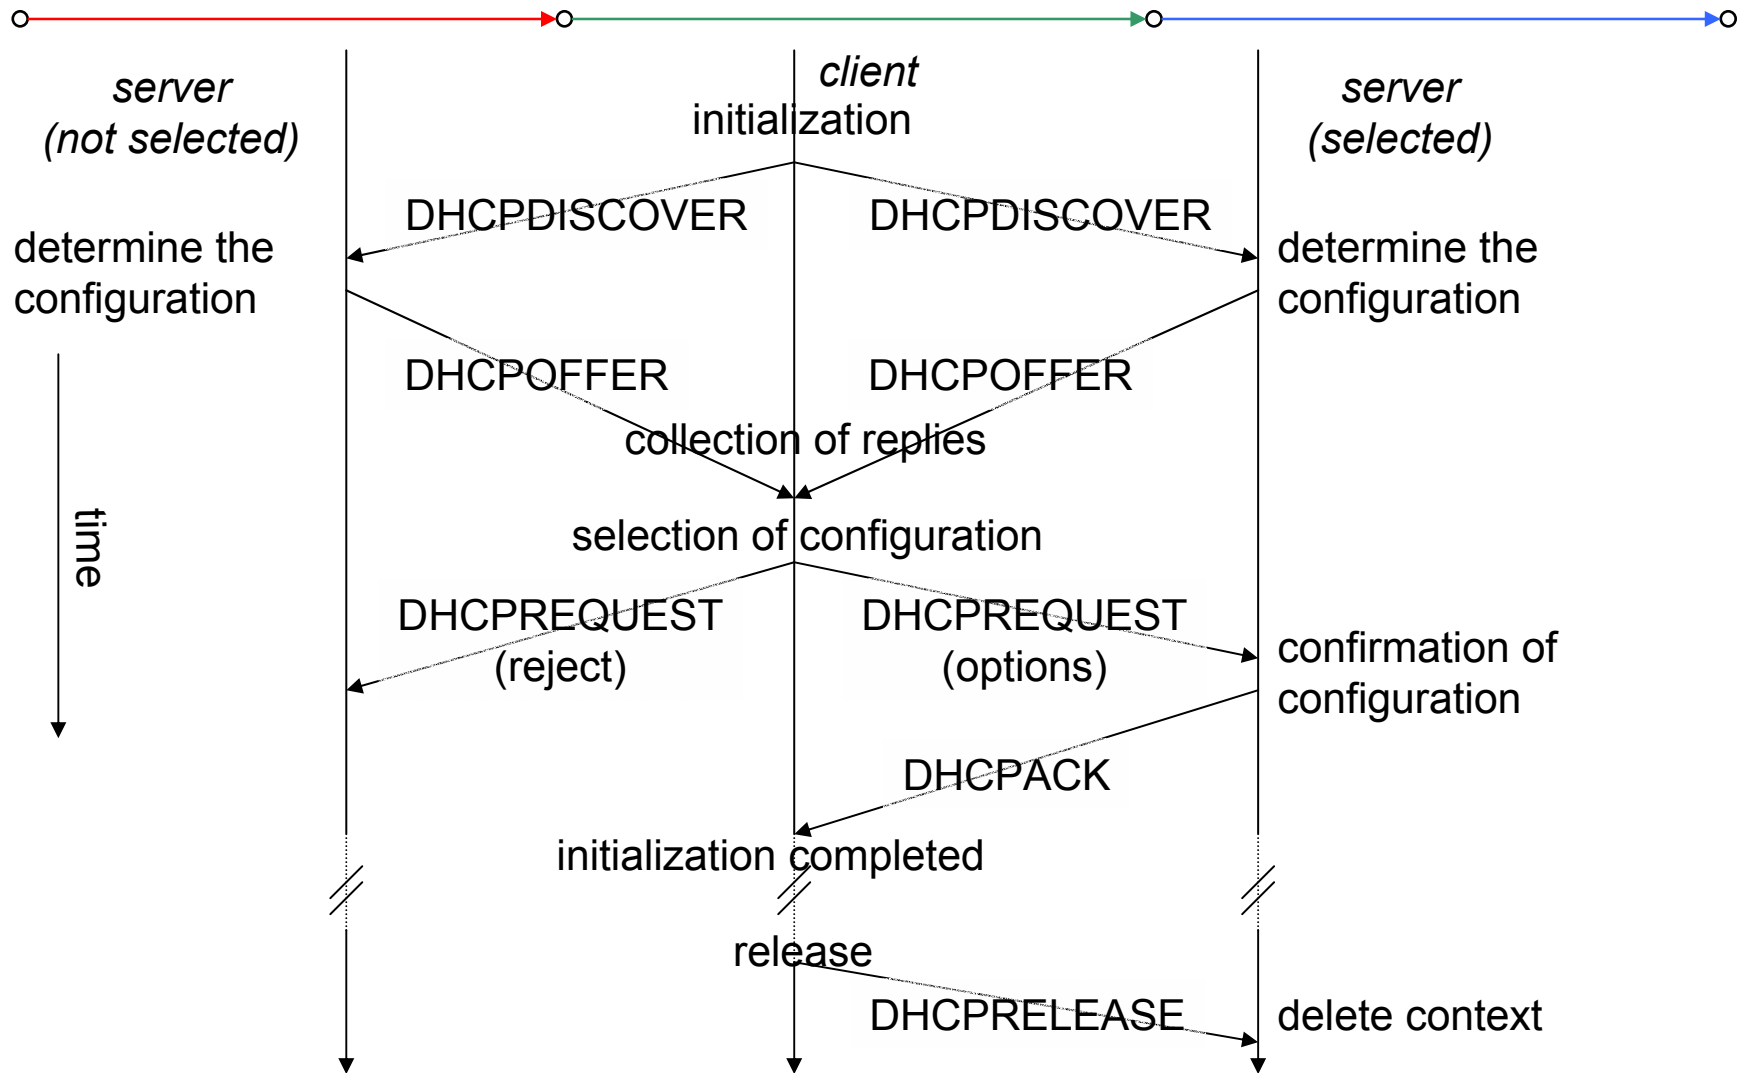 client
server
(not selected)
server
(selected)
initialization
DHCPDISCOVER
DHCPDISCOVER
determine the
configuration
determine the
configuration
DHCPOFFER
DHCPOFFER
collection of replies
time
selection of configuration
DHCPREQUEST
(reject)
DHCPREQUEST
(options)
confirmation of
configuration
DHCPACK
initialization completed
release
DHCPRELEASE
delete context